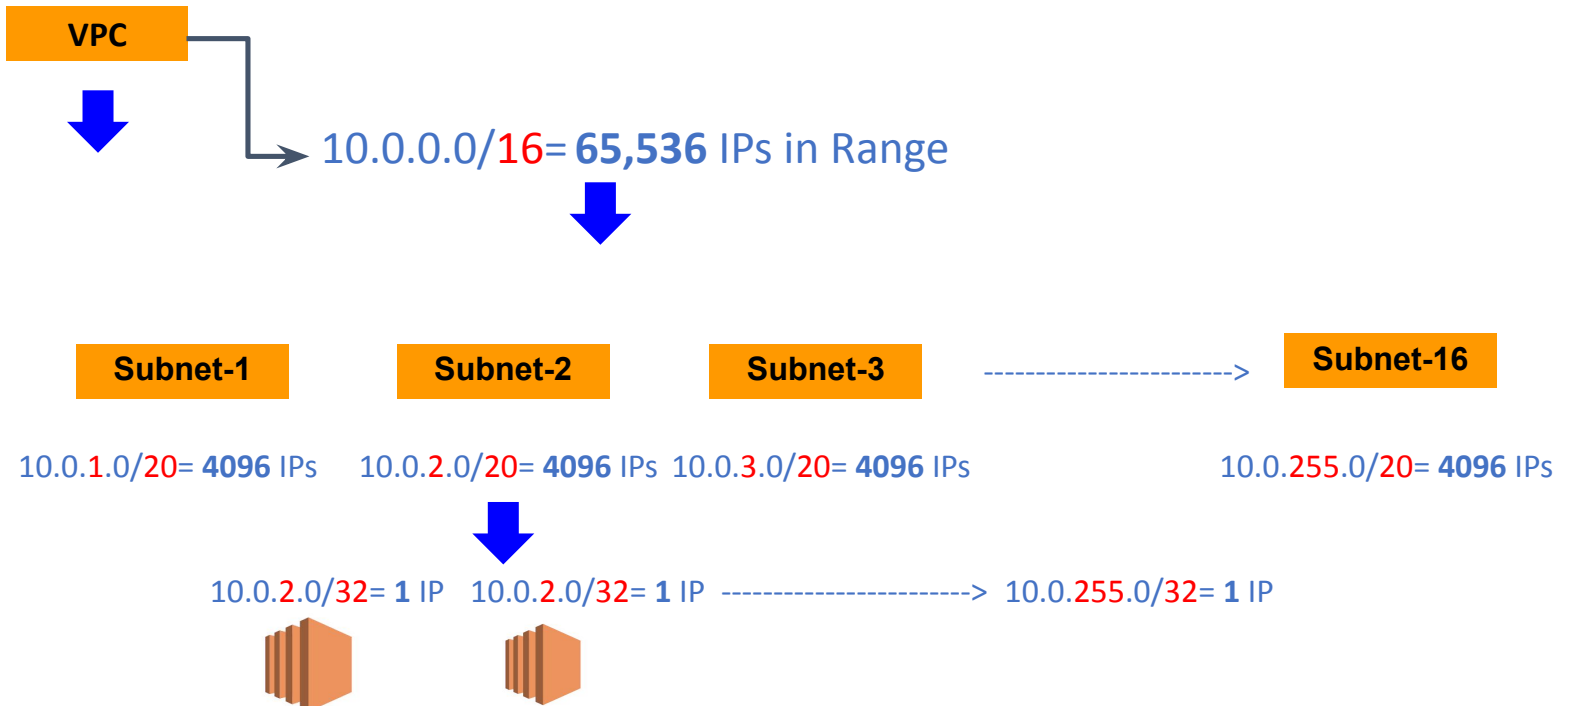 VPC
10.0.0.0/16= 65,536 IPs in Range
Subnet-1 Subnet-2 Subnet-3 ------------------------> Subnet-16
10.0.1.0/20= 4096 IPs 10.0.2.0/20= 4096 IPs 10.0.3.0/20= 4096 IPs 10.0.255.0/20= 4096 IPs
10.0.2.0/32= 1 IP 10.0.2.0/32= 1 IP -----------------------> 10.0.255.0/32= 1 IP